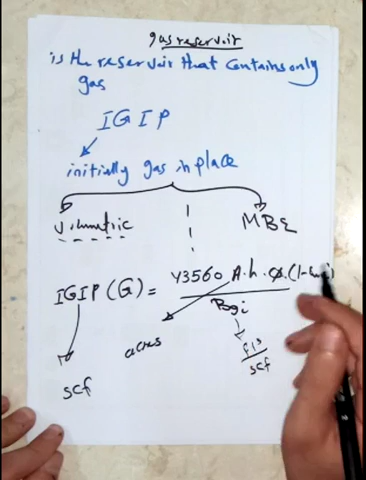 gas reservoir
is the reservoir that contains only
gas
IGIP
initially gas in place
volumetric MBE
IGIP (G) = 43560 A.h.Ø.(1-Swi)
Bgi
acres
ft³
scf
scf